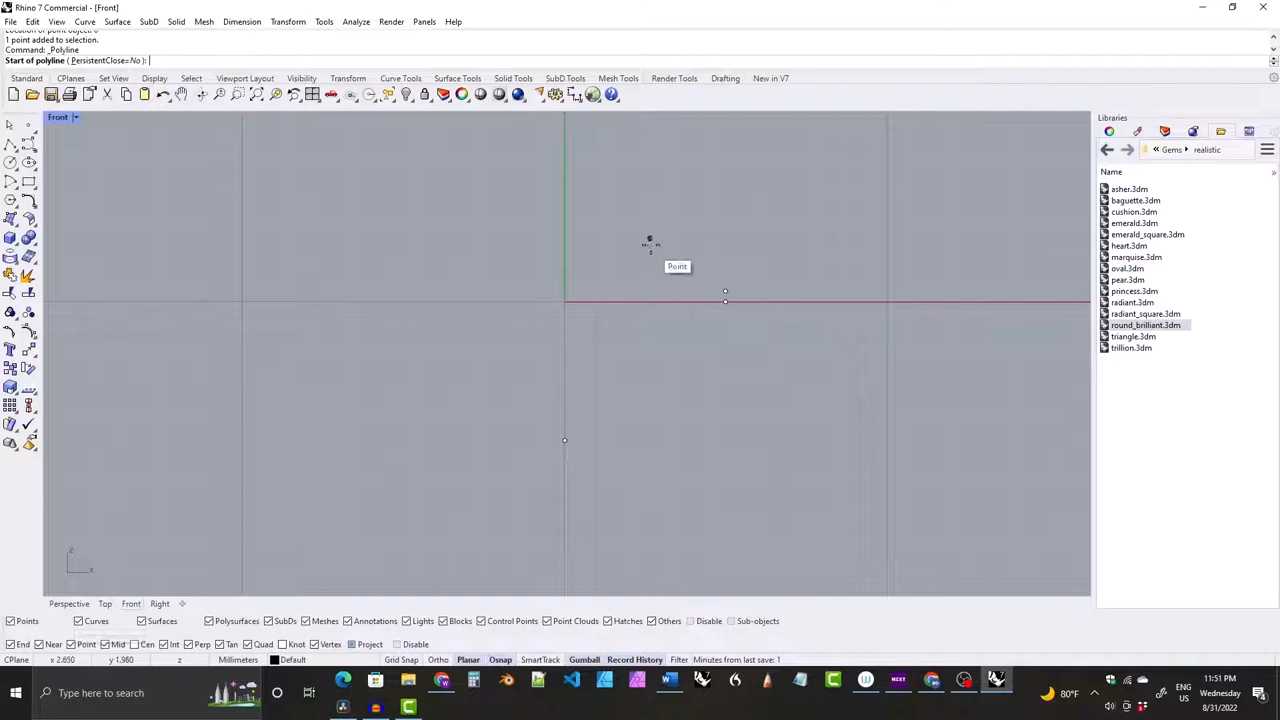 Rhino 7 Commercial - [Front]
File Edit View Curve Surface SubD Solid Mesh Dimension Transform Tools Analyze Render Panels Help
1 point added to selection.
Command: _Polyline
Start of polyline ( PersistentClose=No ):
Standard CPlanes Set View Display Select Viewport Layout Visibility Transform Curve Tools Surface Tools Solid Tools SubD Tools Mesh Tools Render Tools Drafting New in V7
Front
Libraries
« Gems realistic
Name
asher.3dm
baguette.3dm
cushion.3dm
emerald.3dm
emerald_square.3dm
heart.3dm
marquise.3dm
oval.3dm
pear.3dm
princess.3dm
radiant.3dm
radiant_square.3dm
round_brilliant.3dm
triangle.3dm
trillion.3dm
Point
z
x
Perspective Top Front Right
Points Curves Surfaces Polysurfaces SubDs Meshes Annotations Lights Blocks Control Points Point Clouds Hatches Others Disable Sub-objects
End Near Point Mid Cen Int Perp Tan Quad Knot Vertex Project Disable
CPlane x 2.650 y 1.960 z Millimeters Default Grid Snap Ortho Planar Osnap SmartTrack Gumball Record History Filter Minutes from last save: 1
Type here to search
NEXT
80°F
ENG
US
11:51 PM
Wednesday
8/31/2022